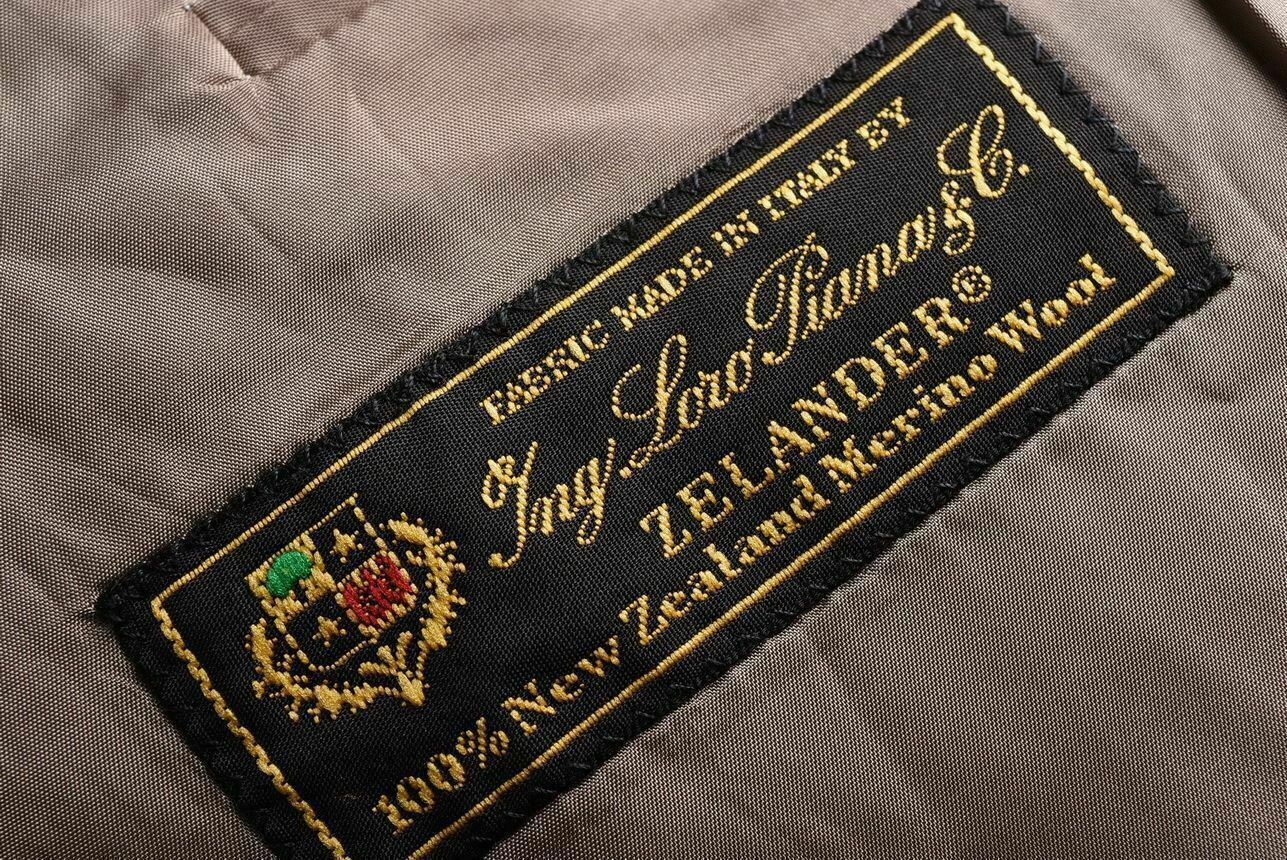 FABRIC MADE IN ITALY BY
Ing. Loro Piana & C.
ZELANDER®
100% New Zealand Merino Wool